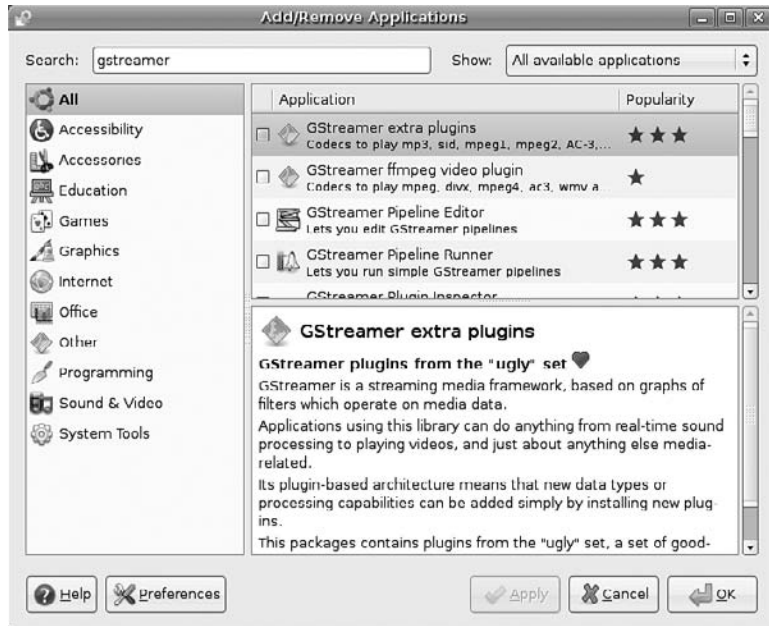 Add/Remove Applications
Search: gstreamer Show: All available applications
All
Accessibility
Accessories
Education
Games
Graphics
Internet
Office
Other
Programming
Sound & Video
System Tools
Application Popularity
GStreamer extra plugins
Codecs to play mp3, sid, mpeg1, mpeg2, AC-3,...
GStreamer ffmpeg video plugin
Codecs to play mpeg, divx, mpeg4, ac3, wmv a
GStreamer Pipeline Editor
Lets you edit GStreamer pipelines
GStreamer Pipeline Runner
Lets you run simple GStreamer pipelines
GStreamer Plugin Inspector
GStreamer extra plugins
GStreamer plugins from the "ugly" set
GStreamer is a streaming media framework, based on graphs of
filters which operate on media data.
Applications using this library can do anything from real-time sound
processing to playing videos, and just about anything else media-
related.
Its plugin-based architecture means that new data types or
processing capabilities can be added simply by installing new plug-
ins.
This packages contains plugins from the "ugly" set, a set of good-
Help Preferences Apply Cancel OK